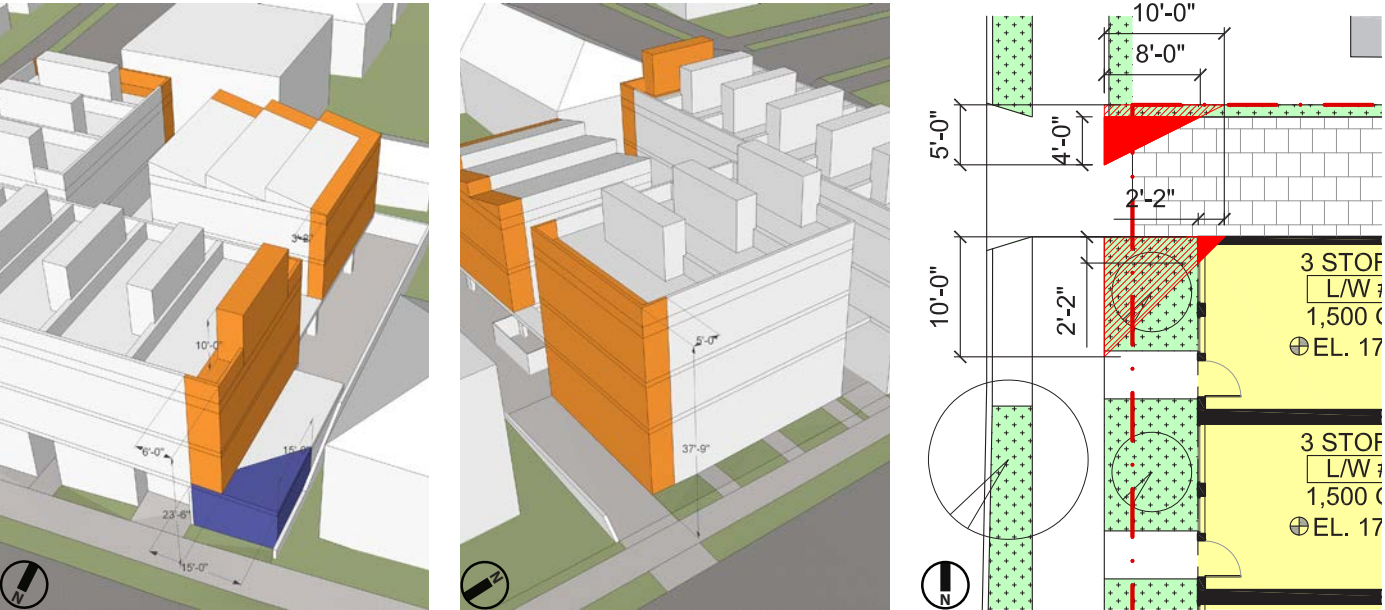 3'-2"
10'-0"
6'-0"
15'-0"
23'-6"
15'-0"
N
5'-0"
37'-9"
N
10'-0"
8'-0"
5'-0"
4'-0"
2'-2"
10'-0"
2'-2"
3 STOR
L/W #
1,500 G
EL. 17
3 STOR
L/W #
1,500 G
EL. 17
N